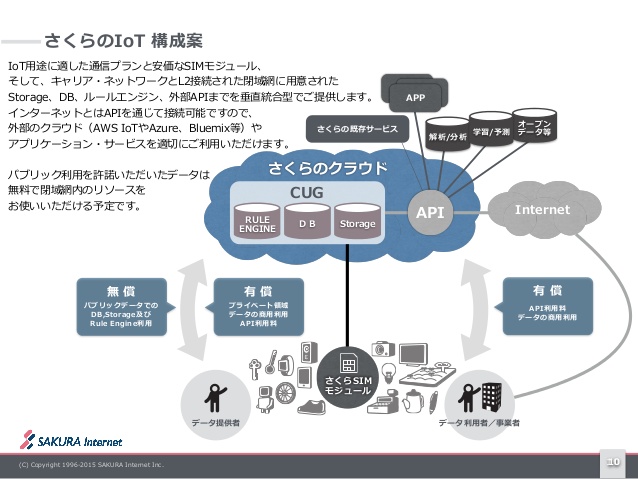 さくらのIoT 構成案
IoT用途に適した通信プランと安価なSIMモジュール、
そして、キャリア・ネットワークとL2接続された閉域網に用意された
Storage、DB、ルールエンジン、外部APIまでを垂直統合型でご提供します。
インターネットとはAPIを通じて接続可能ですので、
外部のクラウド（AWS IoTやAzure、Bluemix等）や
アプリケーション・サービスを適切にご利用いただけます。
パブリック利用を許諾いただいたデータは
無料で閉域網内のリソースを
お使いいただける予定です。
APP
さくらの既存サービス
解析/分析
学習/予測
オープン
データ等
さくらのクラウド
CUG
RULE
ENGINE
D B
Storage
API
Internet
無 償
パブリックデータでの
DB,Storage及び
Rule Engine利用
有 償
プライベート領域
データの商用利用
API利用料
有 償
API利用料
データの商用利用
さくらSIM
モジュール
データ提供者
データ利用者／事業者
SAKURA Internet
(C) Copyright 1996-2015 SAKURA Internet Inc.
10